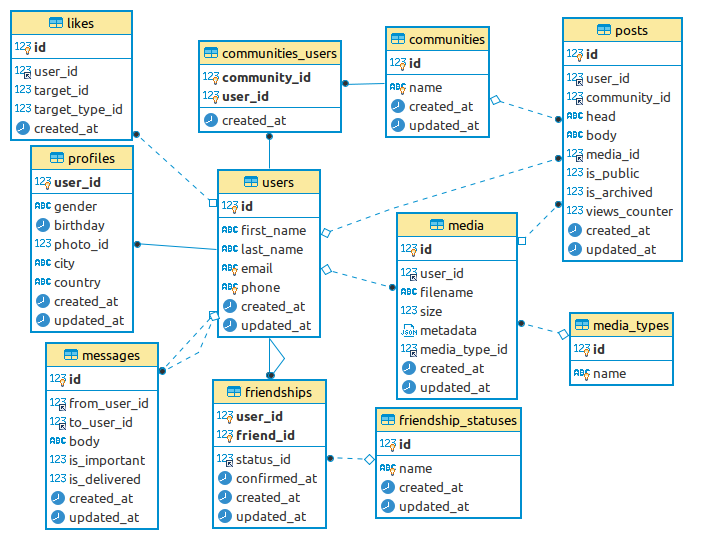 likes
123 id
123 user_id
123 target_id
123 target_type_id
created_at
communities_users
123 community_id
123 user_id
created_at
communities
123 id
ABC name
created_at
updated_at
posts
123 id
123 user_id
123 community_id
ABC head
ABC body
123 media_id
123 is_public
123 is_archived
123 views_counter
created_at
updated_at
profiles
123 user_id
ABC gender
birthday
123 photo_id
ABC city
ABC country
created_at
updated_at
users
123 id
ABC first_name
ABC last_name
ABC email
ABC phone
created_at
updated_at
media
123 id
123 user_id
ABC filename
123 size
JSON metadata
123 media_type_id
created_at
updated_at
media_types
123 id
ABC name
messages
123 id
123 from_user_id
123 to_user_id
ABC body
123 is_important
123 is_delivered
created_at
updated_at
friendships
123 user_id
123 friend_id
123 status_id
confirmed_at
created_at
updated_at
friendship_statuses
123 id
ABC name
created_at
updated_at